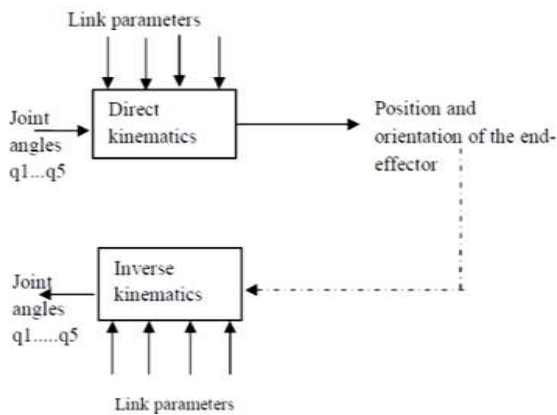 Link parameters
Joint
angles
q1...q5
Direct
kinematics
Position and
orientation of the end-
effector
Joint
angles
q1.....q5
Inverse
kinematics
Link parameters